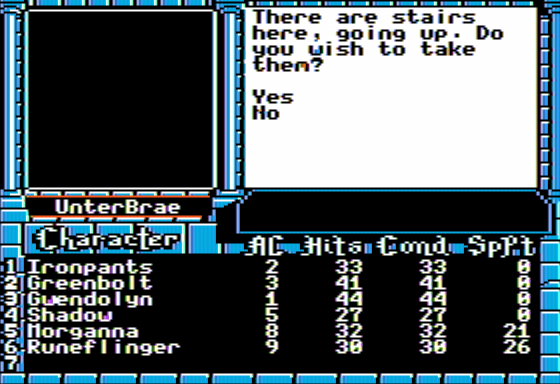 There are stairs
here, going up. Do
you wish to take
them?
Yes
No
UnterBrae
Character AC Hits Cond SpPt
1 Ironpants 2 33 33 0
2 Greenbolt 3 41 41 0
3 Gwendolyn 1 44 44 0
4 Shadow 5 27 27 0
5 Morganna 8 32 32 21
6 Runeflinger 9 30 30 26
7